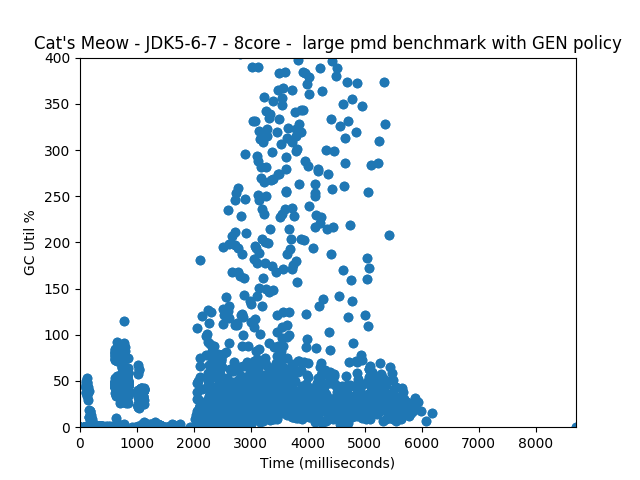 Cat's Meow - JDK5-6-7 - 8core -  large pmd benchmark with GEN policy
400
350
300
250
200
150
100
50
0
GC Util %
0 1000 2000 3000 4000 5000 6000 7000 8000
Time (milliseconds)